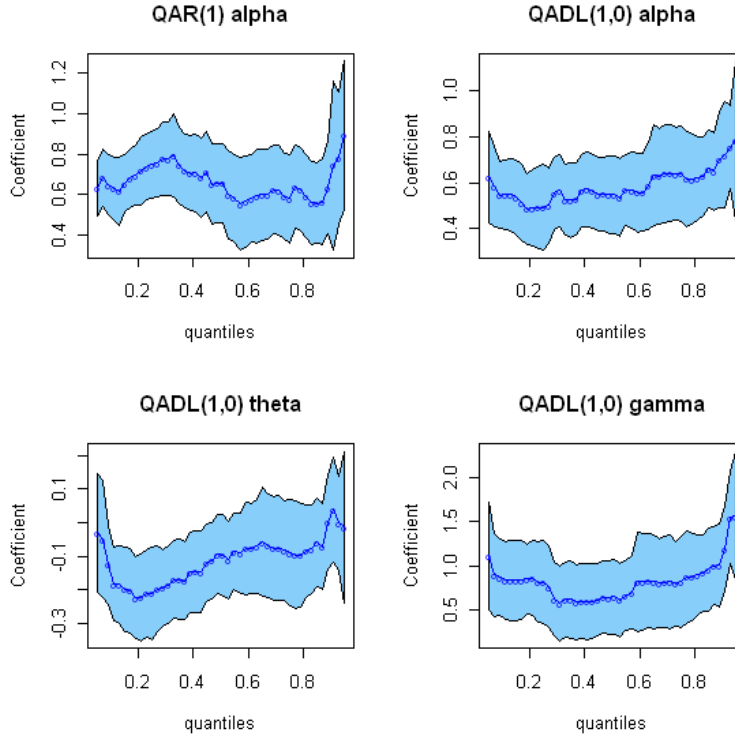 QAR(1) alpha
Coefficient
0.4 0.6 0.8 1.0 1.2
0.2 0.4 0.6 0.8
quantiles
QADL(1,0) alpha
Coefficient
0.4 0.6 0.8 1.0
0.2 0.4 0.6 0.8
quantiles
QADL(1,0) theta
Coefficient
-0.3 -0.1 0.1
0.2 0.4 0.6 0.8
quantiles
QADL(1,0) gamma
Coefficient
0.5 1.0 1.5 2.0
0.2 0.4 0.6 0.8
quantiles